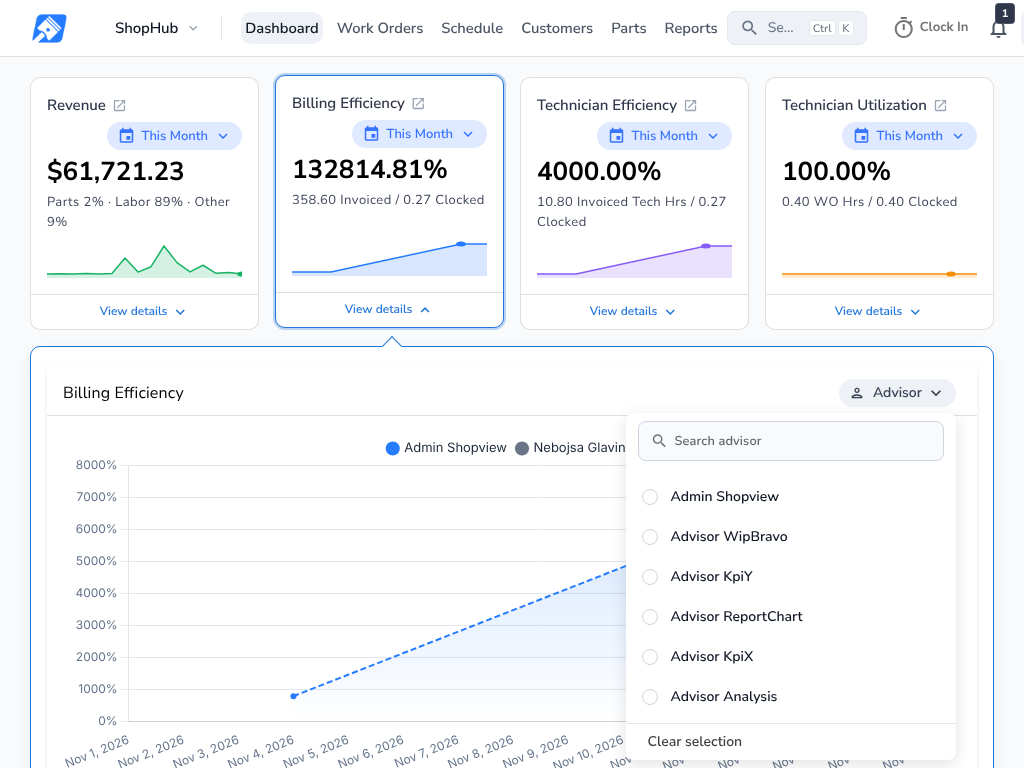 ShopHub Dashboard Work Orders Schedule Customers Parts Reports Se... Ctrl K Clock In 1
Revenue
This Month
$61,721.23
Parts 2% · Labor 89% · Other
9%
View details
Billing Efficiency
This Month
132814.81%
358.60 Invoiced / 0.27 Clocked
View details
Technician Efficiency
This Month
4000.00%
10.80 Invoiced Tech Hrs / 0.27
Clocked
View details
Technician Utilization
This Month
100.00%
0.40 WO Hrs / 0.40 Clocked
View details
Billing Efficiency Advisor
Admin Shopview Nebojsa Glavin
8000%
7000%
6000%
5000%
4000%
3000%
2000%
1000%
0%
Nov 1, 2026 Nov 2, 2026 Nov 3, 2026 Nov 4, 2026 Nov 5, 2026 Nov 6, 2026 Nov 7, 2026 Nov 8, 2026 Nov 9, 2026 Nov 10, 2026
Search advisor
Admin Shopview
Advisor WipBravo
Advisor KpiY
Advisor ReportChart
Advisor KpiX
Advisor Analysis
Clear selection